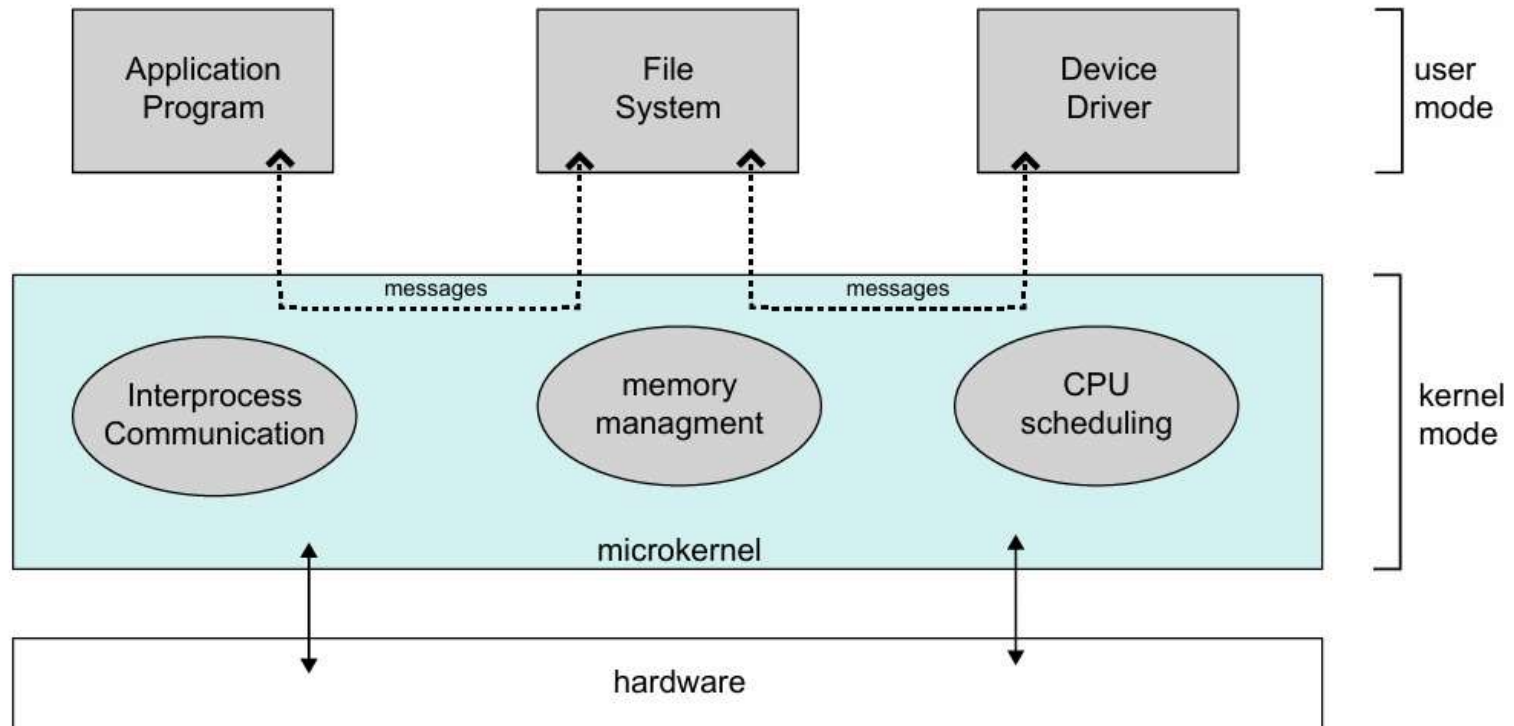 Application
Program
File
System
Device
Driver
user
mode
messages
messages
Interprocess
Communication
memory
managment
CPU
scheduling
kernel
mode
microkernel
hardware